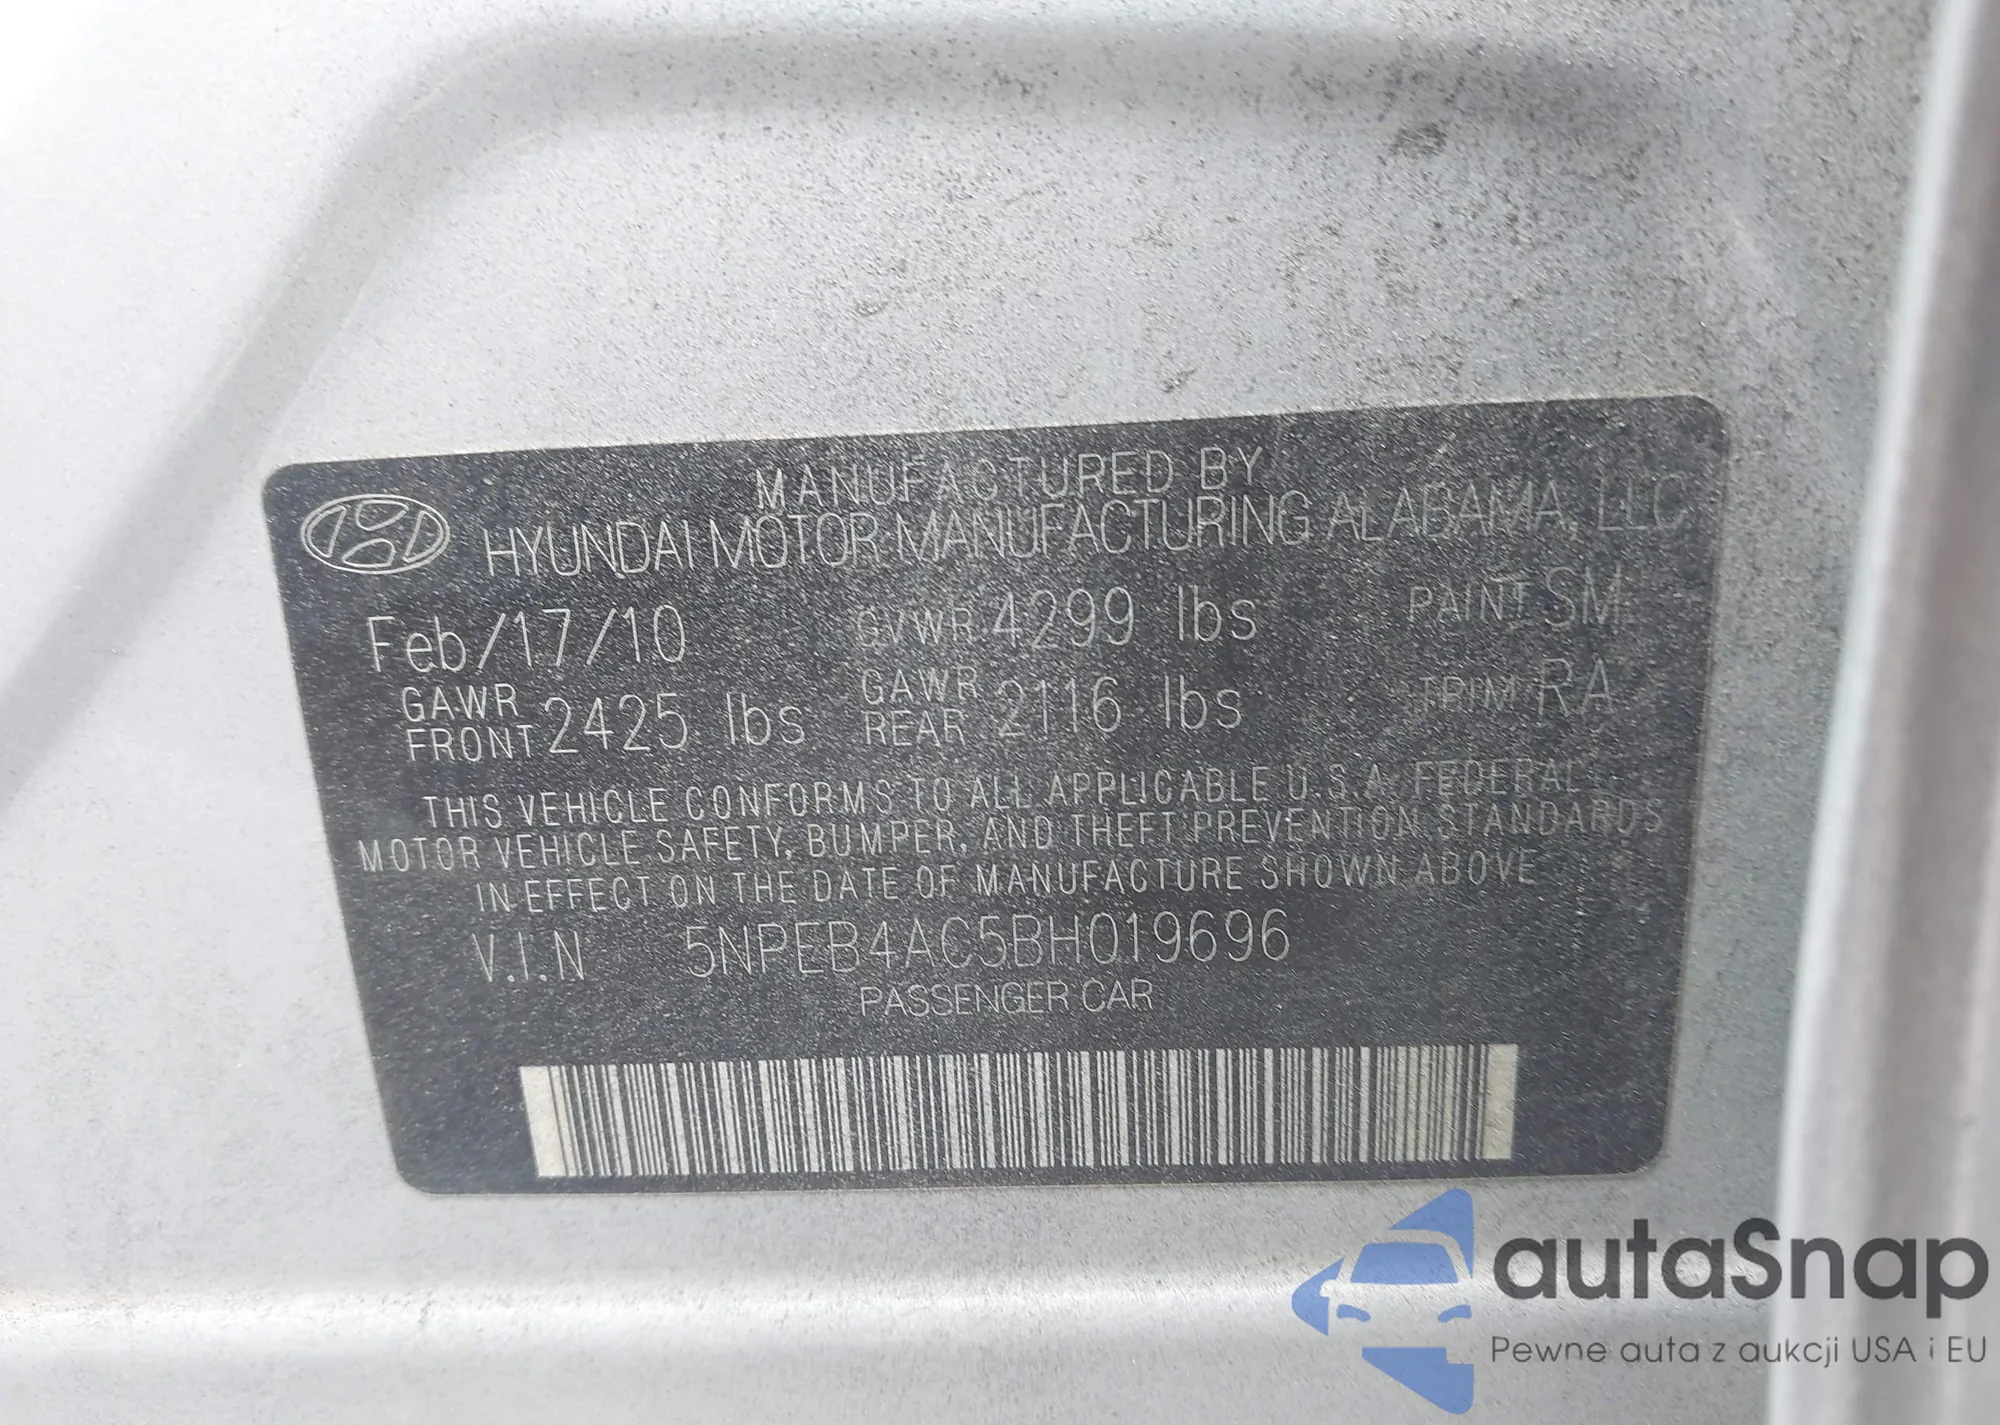 MANUFACTURED BY
HYUNDAI MOTOR MANUFACTURING ALABAMA, LLC
Feb/17/10 GVWR 4299 lbs PAINT SM
GAWR FRONT 2425 lbs GAWR REAR 2116 lbs TRIM RA
THIS VEHICLE CONFORMS TO ALL APPLICABLE U.S.A. FEDERAL
MOTOR VEHICLE SAFETY, BUMPER, AND THEFT PREVENTION STANDARDS
IN EFFECT ON THE DATE OF MANUFACTURE SHOWN ABOVE
V.I.N 5NPEB4AC5BH019696
PASSENGER CAR
autaSnap
Pewne auta z aukcji USA i EU